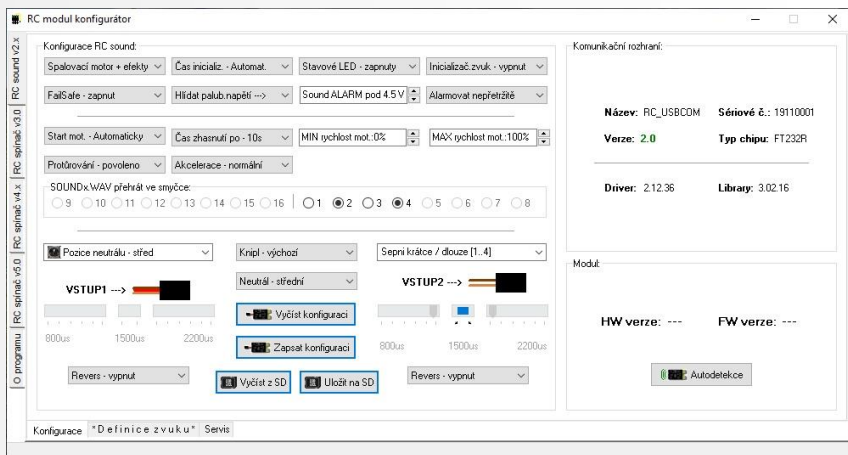 RC modul konfigurátor
RC sound v2.x
RC spínač v3.0
RC spínač v4.x
RC spínač v5.0
O programu
Konfigurace RC sound:
Spalovací motor + efekty
Čas inicializ. - Automat.
Stavové LED - zapnuty
Inicializač.zvuk - vypnut
FailSafe - zapnut
Hlídat palub.napětí --->
Sound ALARM pod 4.5 V
Alarmovat nepřetržitě
Start mot. - Automaticky
Čas zhasnutí po - 10s
MIN rychlost mot.:0%
MAX rychlost mot.:100%
Protůrování - povoleno
Akcelerace - normální
SOUNDx.WAV přehrát ve smyčce:
9 10 11 12 13 14 15 16 1 2 3 4 5 6 7 8
Pozice neutrálu - střed
Knipl - výchozí
Sepni krátce / dlouze [1..4]
Neutrál - střední
VSTUP1 --->
VSTUP2 --->
Vyčíst konfiguraci
800us 1500us 2200us
Zapsat konfiguraci
800us 1500us 2200us
Revers - vypnut
Vyčíst z SD
Uložit na SD
Revers - vypnut
Komunikační rozhraní:
Název: RC_USBCOM
Sériové č.: 19110001
Verze: 2.0
Typ chipu: FT232R
Driver: 2.12.36
Library: 3.02.16
Modul:
HW verze: ---
FW verze: ---
Autodetekce
Konfigurace
"Definice zvuku"
Servis